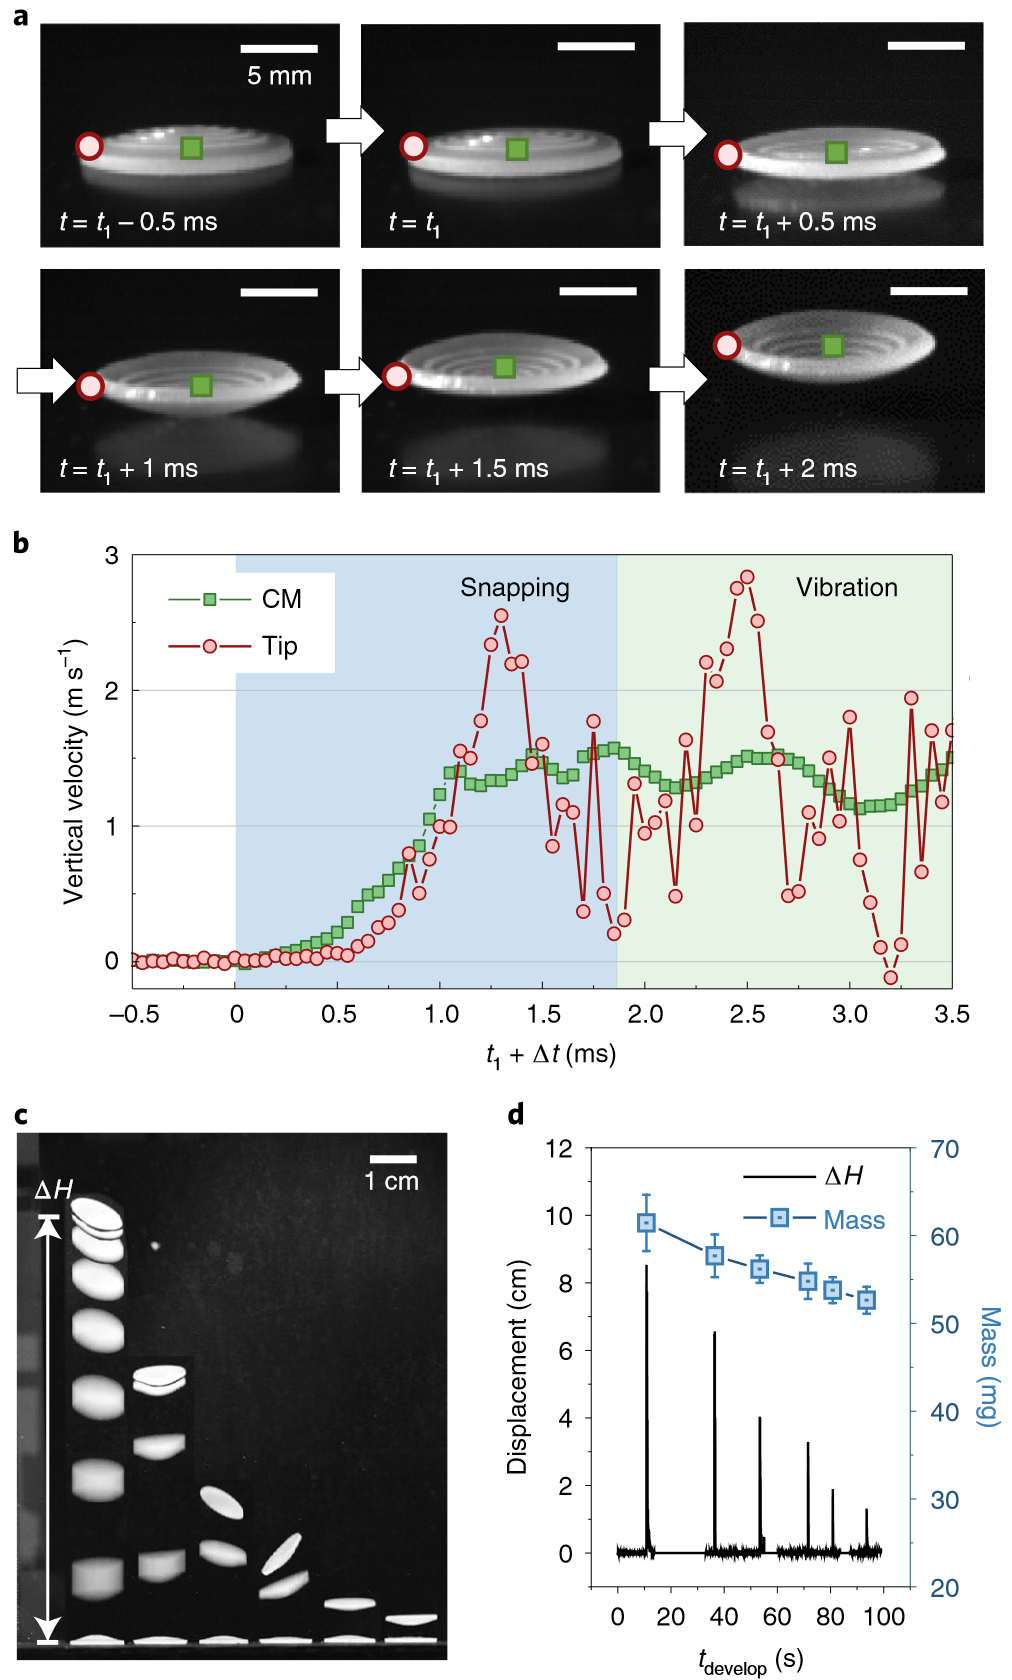 a
5 mm
t = t1 – 0.5 ms
t = t1
t = t1 + 0.5 ms
t = t1 + 1 ms
t = t1 + 1.5 ms
t = t1 + 2 ms
b
3
2
1
0
Vertical velocity (m s–1)
CM
Tip
Snapping
Vibration
–0.5
0
0.5
1.0
1.5
2.0
2.5
3.0
3.5
t1 + Δt (ms)
c
ΔH
1 cm
d
12
10
8
6
4
2
0
Displacement (cm)
ΔH
Mass
70
60
50
40
30
20
Mass (mg)
0
20
40
60
80
100
tdevelop (s)